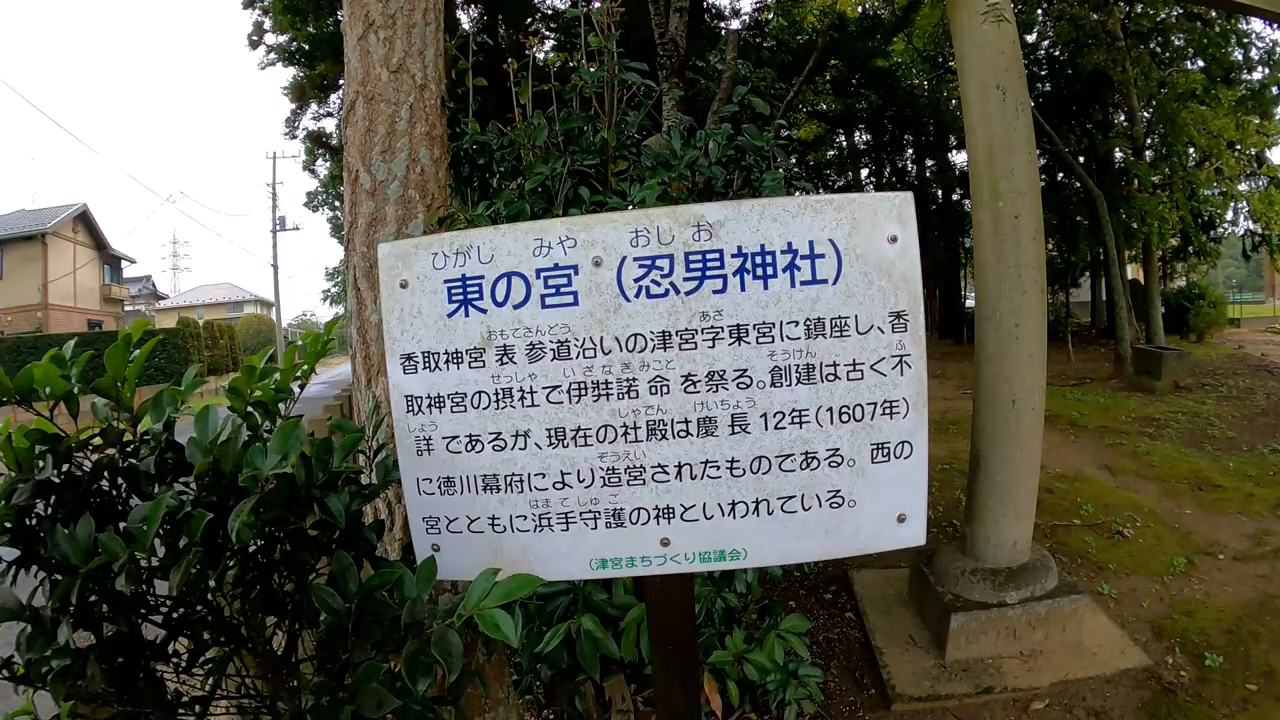 ひがし みや おし お
東の宮（忍男神社）
おもてさんどう あざ
香取神宮表参道沿いの津宮字東宮に鎮座し、香
せっしゃ いざなぎみこと そうけん ふ
取神宮の摂社で伊弉諾命を祭る。創建は古く不
しょう しゃでん けいちょう
詳であるが、現在の社殿は慶長12年（1607年）
ぞうえい
に徳川幕府により造営されたものである。西の
はまてしゅご
宮とともに浜手守護の神といわれている。
（津宮まちづくり協議会）
奉